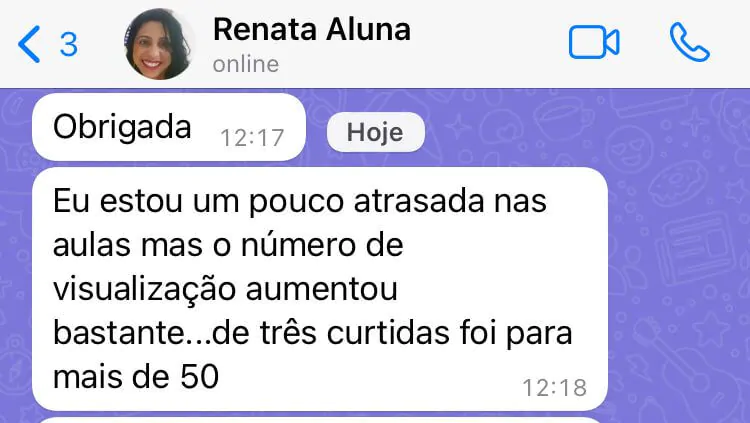 3
Renata Aluna
online
Obrigada 12:17
Hoje
Eu estou um pouco atrasada nas
aulas mas o número de
visualização aumentou
bastante...de três curtidas foi para
mais de 50
12:18